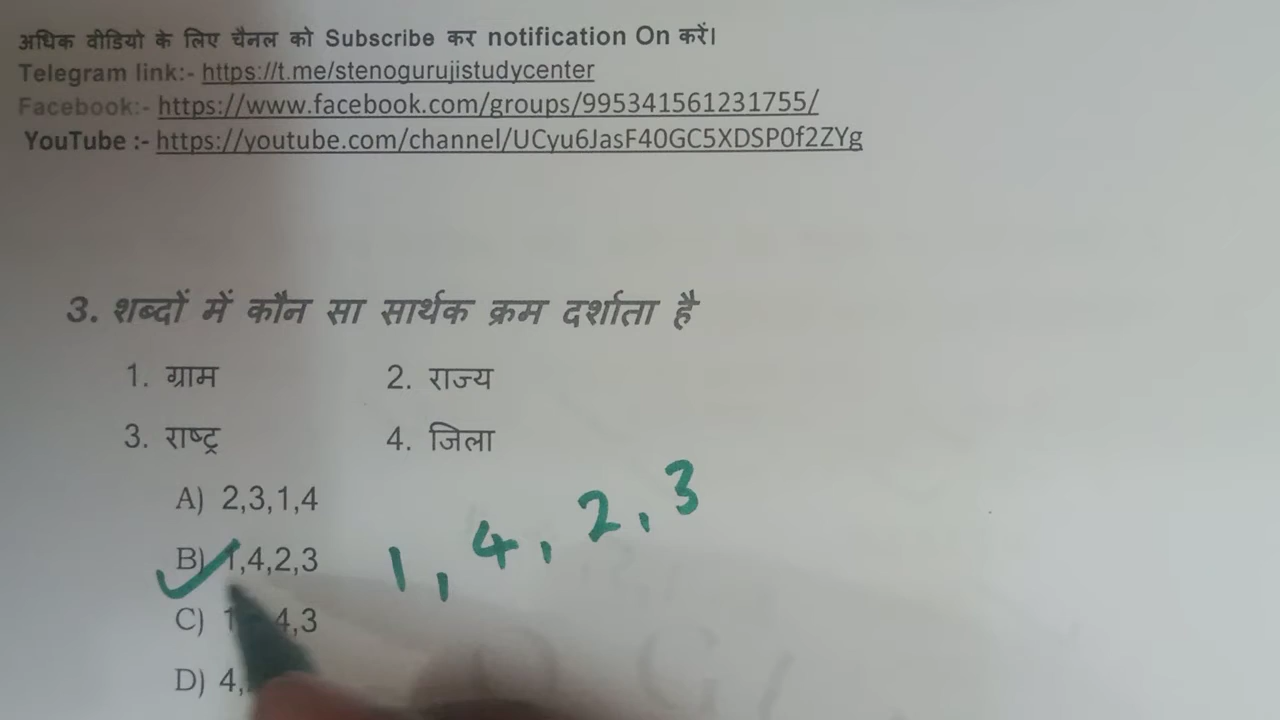 अधिक वीडियो के लिए चैनल को Subscribe कर notification On करें।
Telegram link:- https://t.me/stenogurujistudycenter
Facebook:- https://www.facebook.com/groups/995341561231755/
YouTube :- https://youtube.com/channel/UCyu6JasF40GC5XDSP0f2ZYg
3. शब्दों में कौन सा सार्थक क्रम दर्शाता है
1. ग्राम 2. राज्य
3. राष्ट्र 4. जिला
A) 2,3,1,4
B) 1,4,2,3 1, 4, 2, 3
C) 4,3
D) 4,